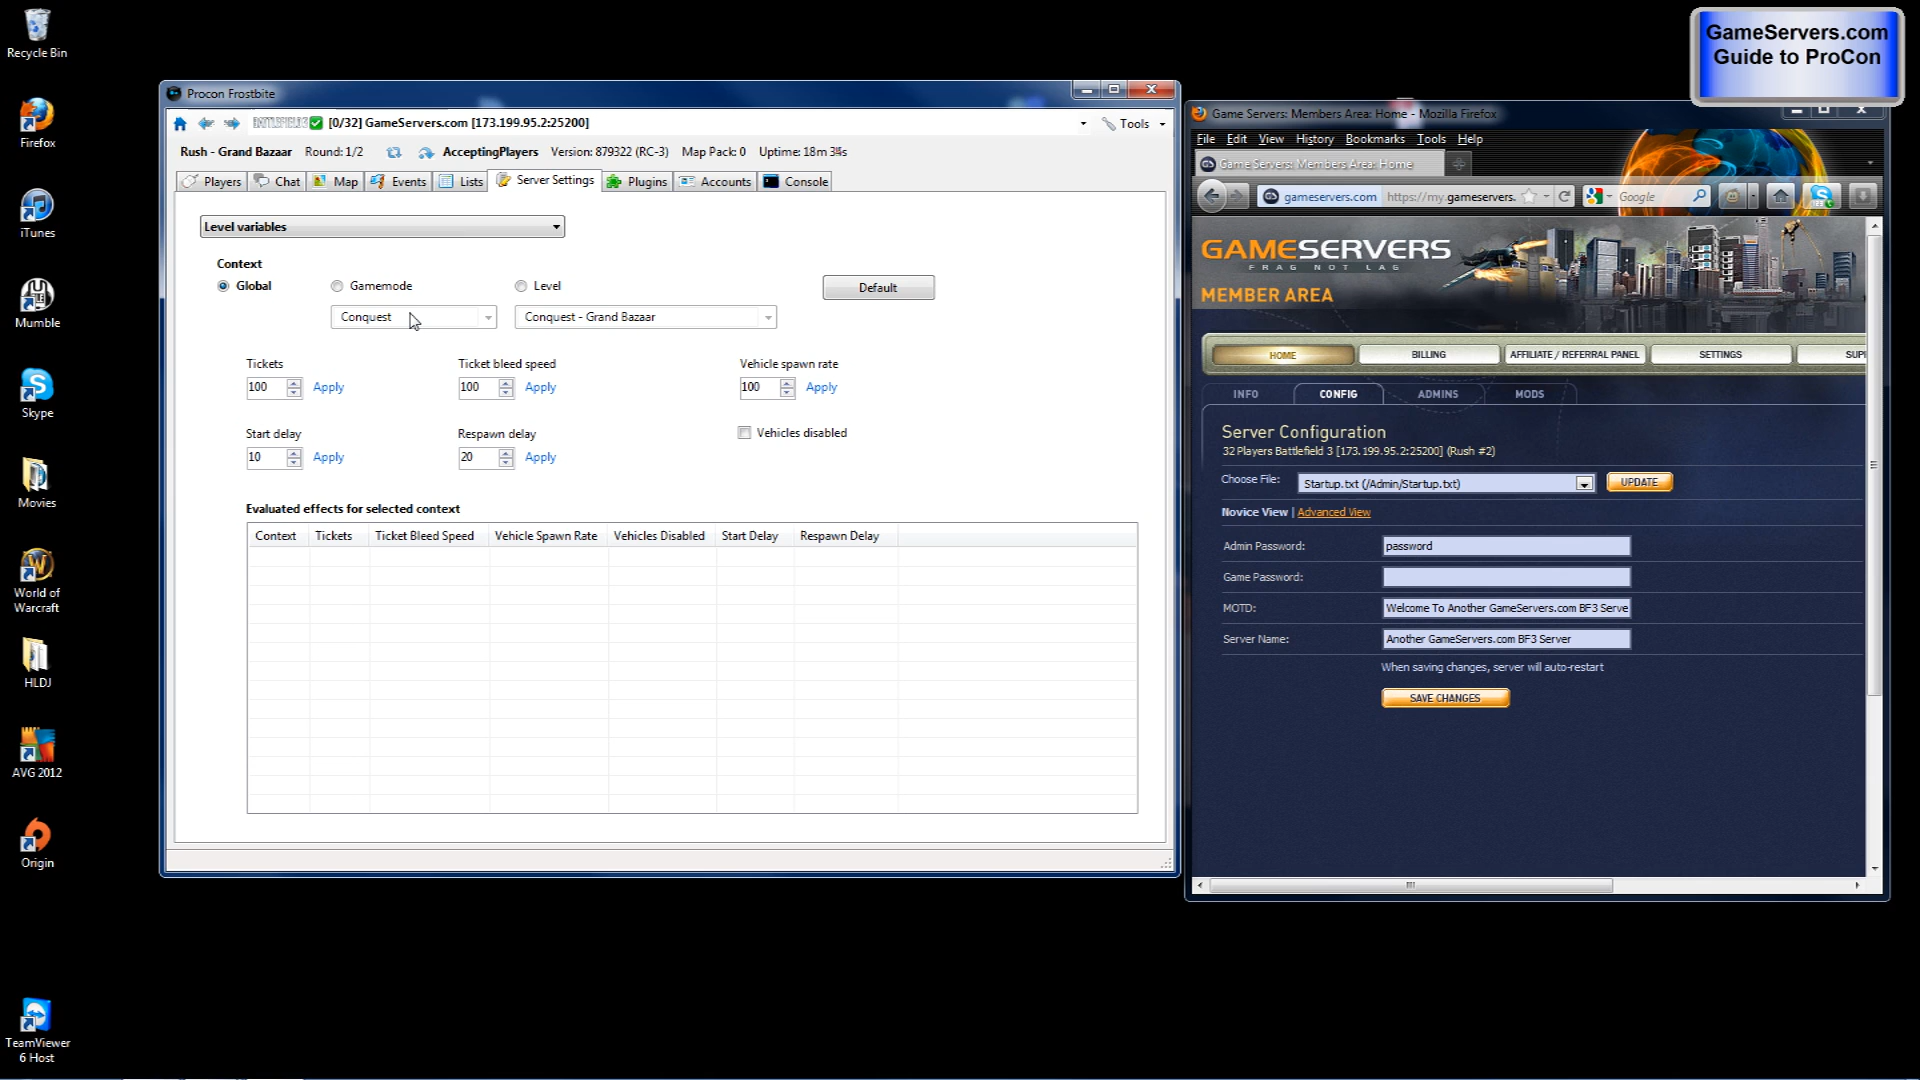 Recycle Bin
Firefox
iTunes
Mumble
Skype
Movies
World of
Warcraft
HLDJ
AVG 2012
Origin
TeamViewer
6 Host
GameServers.com
Guide to ProCon
Procon Frostbite
BATTLEFIELD 3 [0/32] GameServers.com [173.199.95.2:25200]
Tools
Rush - Grand Bazaar Round: 1/2 AcceptingPlayers Version: 879322 (RC-3) Map Pack: 0 Uptime: 18m
Players Chat Map Events Lists Server Settings Plugins Accounts Console
Level variables
Context
Global Gamemode Level Default
Conquest Conquest - Grand Bazaar
Tickets Ticket bleed speed Vehicle spawn rate
100 Apply 100 Apply 100 Apply
Start delay Respawn delay Vehicles disabled
10 Apply 20 Apply
Evaluated effects for selected context
Context Tickets Ticket Bleed Speed Vehicle Spawn Rate Vehicles Disabled Start Delay Respawn Delay
Game Servers: Members Area: Home - Mozilla Firefox
File Edit View History Bookmarks Tools Help
GS Game Servers: Members Area: Home
GS gameservers.com https://my.gameservers. Google
GAMESERVERS
FRAG NOT LAG
MEMBER AREA
HOME BILLING AFFILIATE / REFERRAL PANEL SETTINGS SUPP
INFO CONFIG ADMINS MODS
Server Configuration
32 Players Battlefield 3 [173.199.95.2:25200] (Rush #2)
Choose File: Startup.txt (/Admin/Startup.txt) UPDATE
Novice View | Advanced View
Admin Password: password
Game Password:
MOTD: Welcome To Another GameServers.com BF3 Serve
Server Name: Another GameServers.com BF3 Server
When saving changes, server will auto-restart
SAVE CHANGES